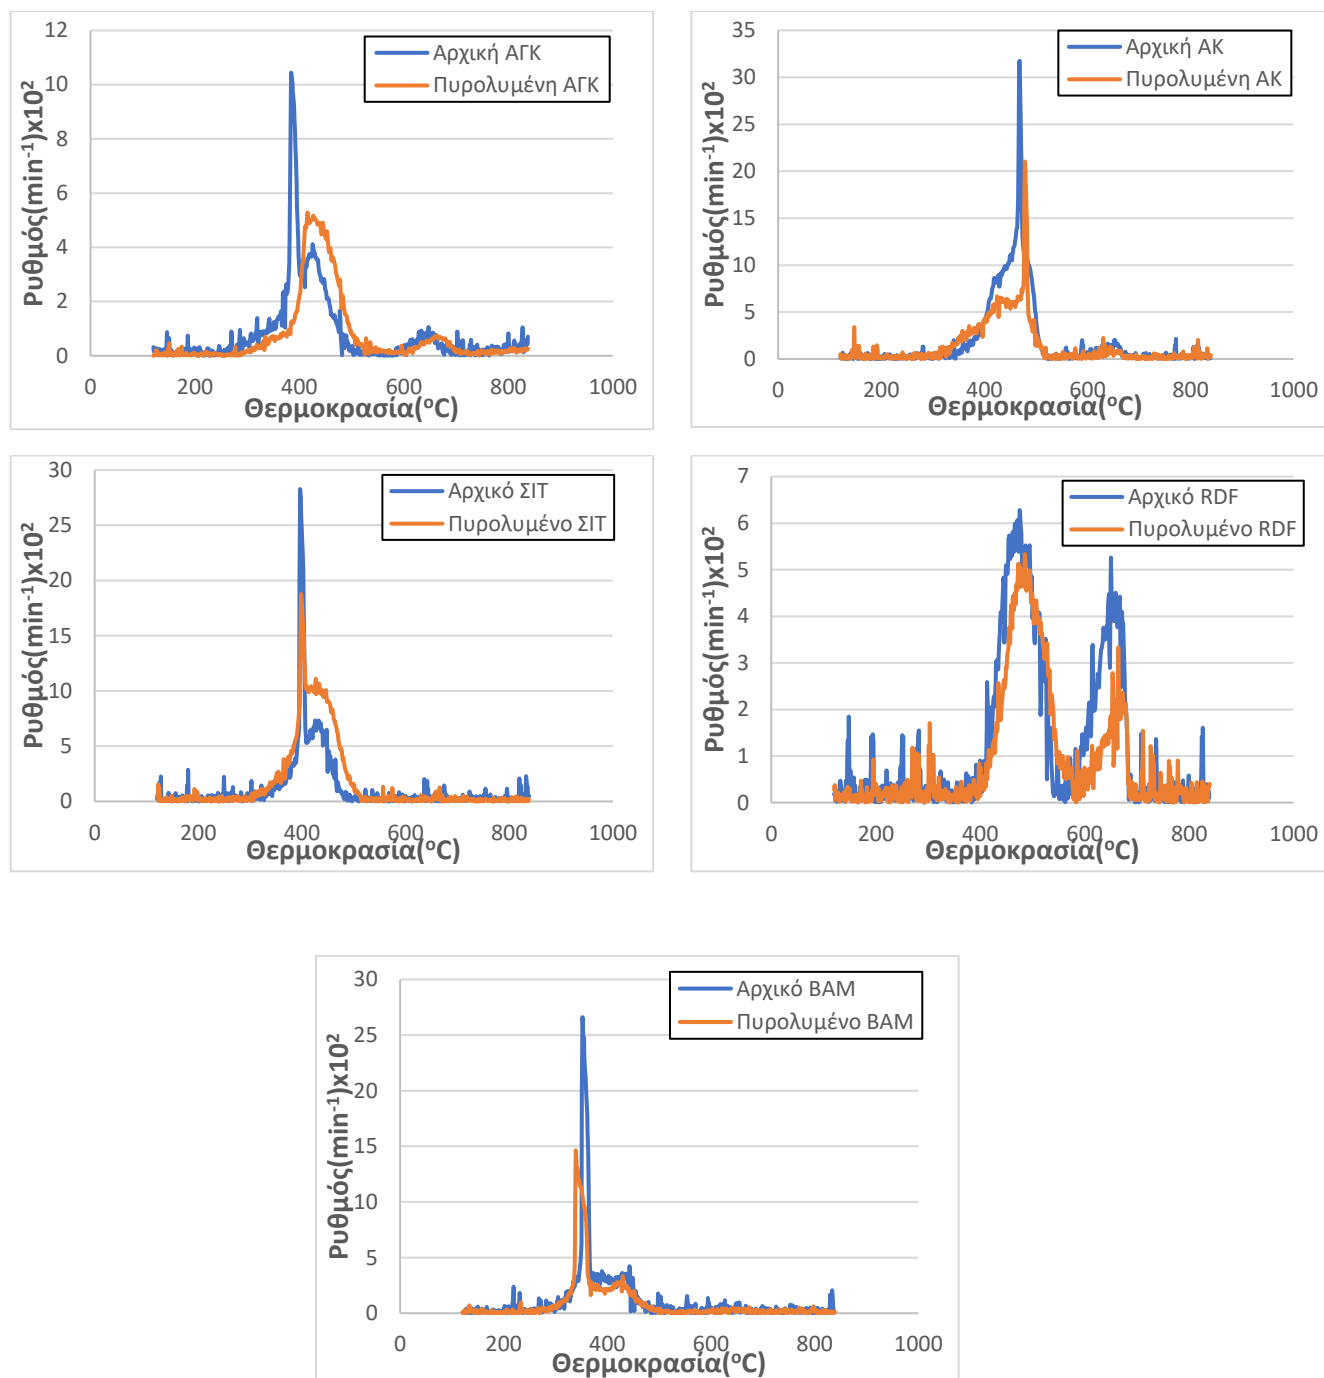 12
10
8
6
4
2
0
0 200 400 600 800 1000
Ρυθμός(min⁻¹)x10²
Θερμοκρασία(ᵒC)
Αρχική ΑΓΚ
Πυρολυμένη ΑΓΚ
35
30
25
20
15
10
5
0
0 200 400 600 800 1000
Ρυθμός(min⁻¹)x10²
Θερμοκρασία(ᵒC)
Αρχική ΑΚ
Πυρολυμένη ΑΚ
30
25
20
15
10
5
0
0 200 400 600 800 1000
Ρυθμός(min⁻¹)x10²
Θερμοκρασία(ᵒC)
Αρχικό ΣΙΤ
Πυρολυμένο ΣΙΤ
7
6
5
4
3
2
1
0
0 200 400 600 800 1000
Ρυθμός(min⁻¹)x10²
Θερμοκρασία(ᵒC)
Αρχικό RDF
Πυρολυμένο RDF
30
25
20
15
10
5
0
0 200 400 600 800 1000
Ρυθμός(min⁻¹)x10²
Θερμοκρασία(ᵒC)
Αρχικό ΒΑΜ
Πυρολυμένο ΒΑΜ